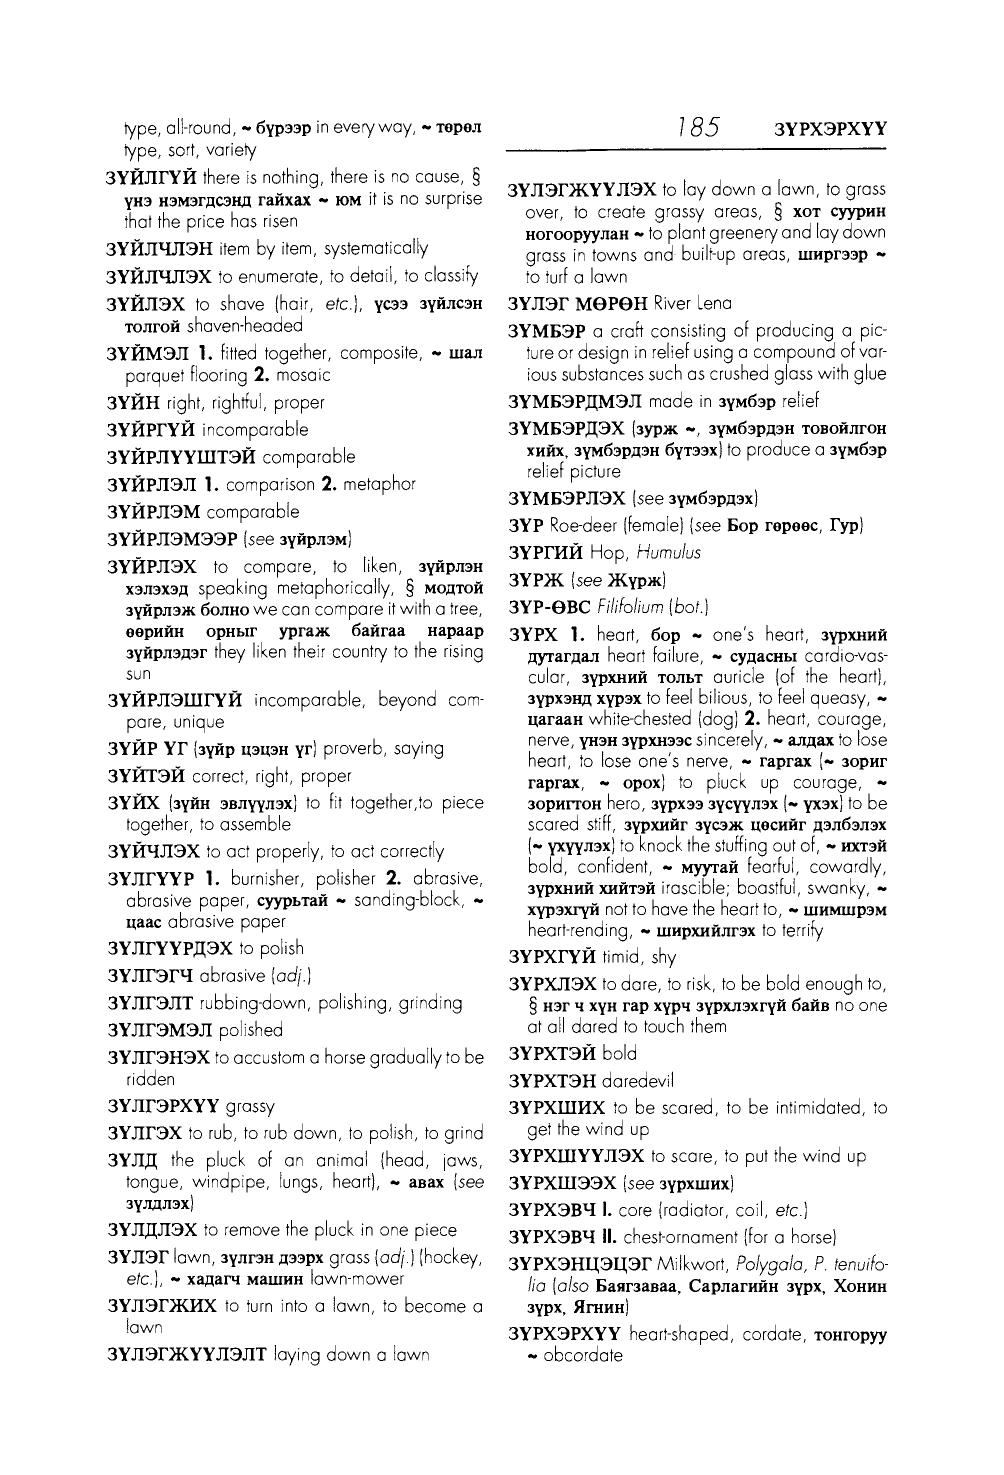 type, all-round, ~ бүрээр in every way, ~ төрөл
type, sort, variety
ЗҮЙЛГҮЙ there is nothing, there is no cause, §
үнэ нэмэгдсэнд гайхах ~ юм it is no surprise
that the price has risen
ЗҮЙЛЧЛЭН item by item, systematically
ЗҮЙЛЧЛЭХ to enumerate, to detail, to classify
ЗҮЙЛЭХ to shave (hair, etc.), үсээ зүйлсэн
толгой shaven-headed
ЗҮЙМЭЛ 1. fitted together, composite, ~ шал
parquet flooring 2. mosaic
ЗҮЙН right, rightful, proper
ЗҮЙРГҮЙ incomparable
ЗҮЙРЛҮҮШТЭЙ comparable
ЗҮЙРЛЭЛ 1. comparison 2. metaphor
ЗҮЙРЛЭМ comparable
ЗҮЙРЛЭМЭЭР (see зүйрлэм)
ЗҮЙРЛЭХ to compare, to liken, зүйрлэн
хэлэхэд speaking metaphorically, § модтой
зүйрлэж болно we can compare it with a tree,
өөрийн орныг ургаж байгаа нараар
зүйрлэдэг they liken their country to the rising
sun
ЗҮЙРЛЭШГҮЙ incomparable, beyond com-
pare, unique
ЗҮЙР ҮГ (зүйр цэцэн үг) proverb, saying
ЗҮЙТЭЙ correct, right, proper
ЗҮЙХ (зүйн эвлүүлэх) to fit together,to piece
together, to assemble
ЗҮЙЧЛЭХ to act properly, to act correctly
ЗҮЛГҮҮР 1. burnisher, polisher 2. abrasive,
abrasive paper, суурьтай ~ sanding-block, ~
цаас abrasive paper
ЗҮЛГҮҮРДЭХ to polish
ЗҮЛГЭГЧ abrasive (adj.)
ЗҮЛГЭЛТ rubbing-down, polishing, grinding
ЗҮЛГЭМЭЛ polished
ЗҮЛГЭНЭХ to accustom a horse gradually to be
ridden
ЗҮЛГЭРХҮҮ grassy
ЗҮЛГЭХ to rub, to rub down, to polish, to grind
ЗҮЛД the pluck of an animal (head, jaws,
tongue, windpipe, lungs, heart), ~ авах (see
зүлдлэх)
ЗҮЛДЛЭХ to remove the pluck in one piece
ЗҮЛЭГ lawn, зүлгэн дээрх grass (adj.) (hockey,
etc.), ~ хадагч машин lawn-mower
ЗҮЛЭГЖИХ to turn into a lawn, to become a
lawn
ЗҮЛЭГЖҮҮЛЭЛТ laying down a lawn
185 ЗҮРХЭРХҮҮ
ЗҮЛЭГЖҮҮЛЭХ to lay down a lawn, to grass
over, to create grassy areas, § хот суурин
ногооруулан ~ to plant greenery and lay down
grass in towns and built-up areas, ширгээр ~
to turf a lawn
ЗҮЛЭГ МӨРӨН River Lena
ЗҮМБЭР a craft consisting of producing a pic-
ture or design in relief using a compound of var-
ious substances such as crushed glass with glue
ЗҮМБЭРДМЭЛ made in зүмбэр relief
ЗҮМБЭРДЭХ (зурж ~, зүмбэрдэн товойлгон
хийх, зүмбэрдэн бүтээх) to produce a зүмбэр
relief picture
ЗҮМБЭРЛЭХ (see зүмбэрдэх)
ЗҮР Roe-deer (female) (see Бор гөрөөс, Гур)
ЗҮРГИЙ Hop, Humulus
ЗҮРЖ (see Жүрж)
ЗҮР-ӨВС Filifolium (bot.)
ЗҮРХ 1. heart, бор ~ one's heart, зүрхний
дутагдал heart failure, ~ судасны cardio-vas-
cular, зүрхний тольт auricle (of the heart),
зүрхэнд хүрэх to feel bilious, to feel queasy, ~
цагаан white-chested (dog) 2. heart, courage,
nerve, үнэн зүрхнээс sincerely, ~ алдах to lose
heart, to lose one's nerve, ~ гаргах (~ зориг
гаргах, ~ орох) to pluck up courage, ~
зоригтон hero, зүрхээ зүсүүлэх (~ үхэх) to be
scared stiff, зүрхийг зүсэж цөсийг дэлбэлэх
(~ үхүүлэх) to knock the stuffing out of, ~ ихтэй
bold, confident, ~ муутай fearful, cowardly,
зүрхний хийтэй irascible; boastful, swanky, ~
хүрэхгүй not to have the heart to, ~ шимшрэм
heart-rending, ~ ширхийлгэх to terrify
ЗҮРХГҮЙ timid, shy
ЗҮРХЛЭХ to dare, to risk, to be bold enough to,
§ нэг ч хүн гар хүрч зүрхлэхгүй байв no one
at all dared to touch them
ЗҮРХТЭЙ bold
ЗҮРХТЭН daredevil
ЗҮРХШИХ to be scared, to be intimidated, to
get the wind up
ЗҮРХШҮҮЛЭХ to scare, to put the wind up
ЗҮРХШЭЭХ (see зүрхших)
ЗҮРХЭВЧ I. core (radiator, coil, etc.)
ЗҮРХЭВЧ II. chest-ornament (for a horse)
ЗҮРХЭНЦЭЦЭГ Milkwort, Polygala, P. tenuifo-
lia (also Баягзаваа, Сарлагийн зүрх, Хонин
зүрх, Ягнин)
ЗҮРХЭРХҮҮ heart-shaped, cordate, тонгоруу
~ obcordate